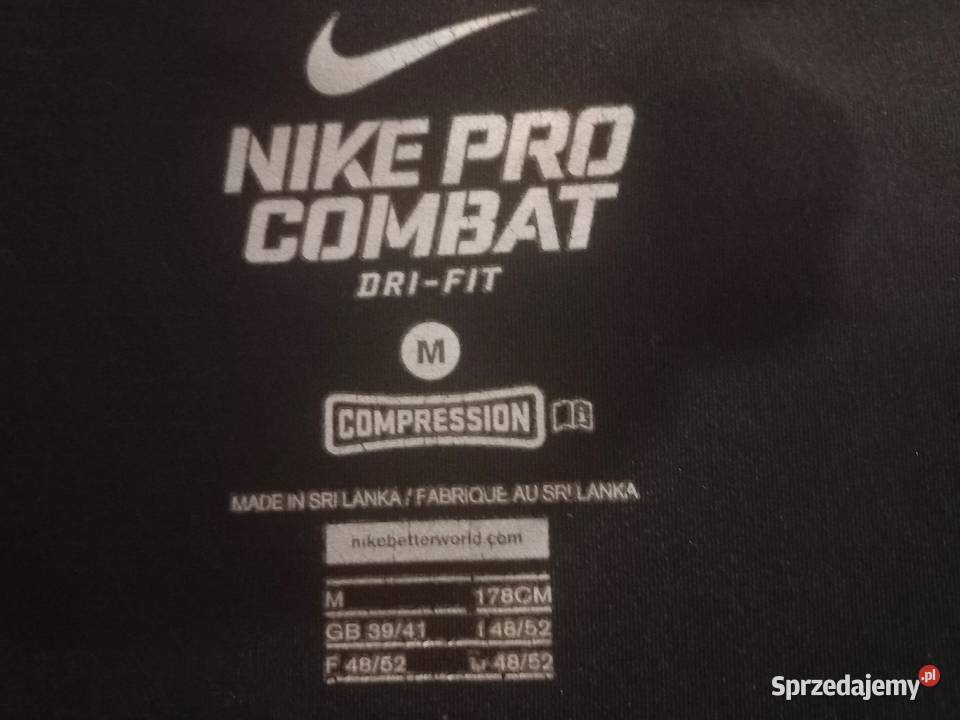 NIKE PRO
COMBAT
DRI-FIT
M
COMPRESSION
MADE IN SRI LANKA / FABRIQUE AU SRI LANKA
nikebetterworld.com
M 178CM
GB 39/41 I 48/52
F 48/52 48/52
Sprzedajemy.pl